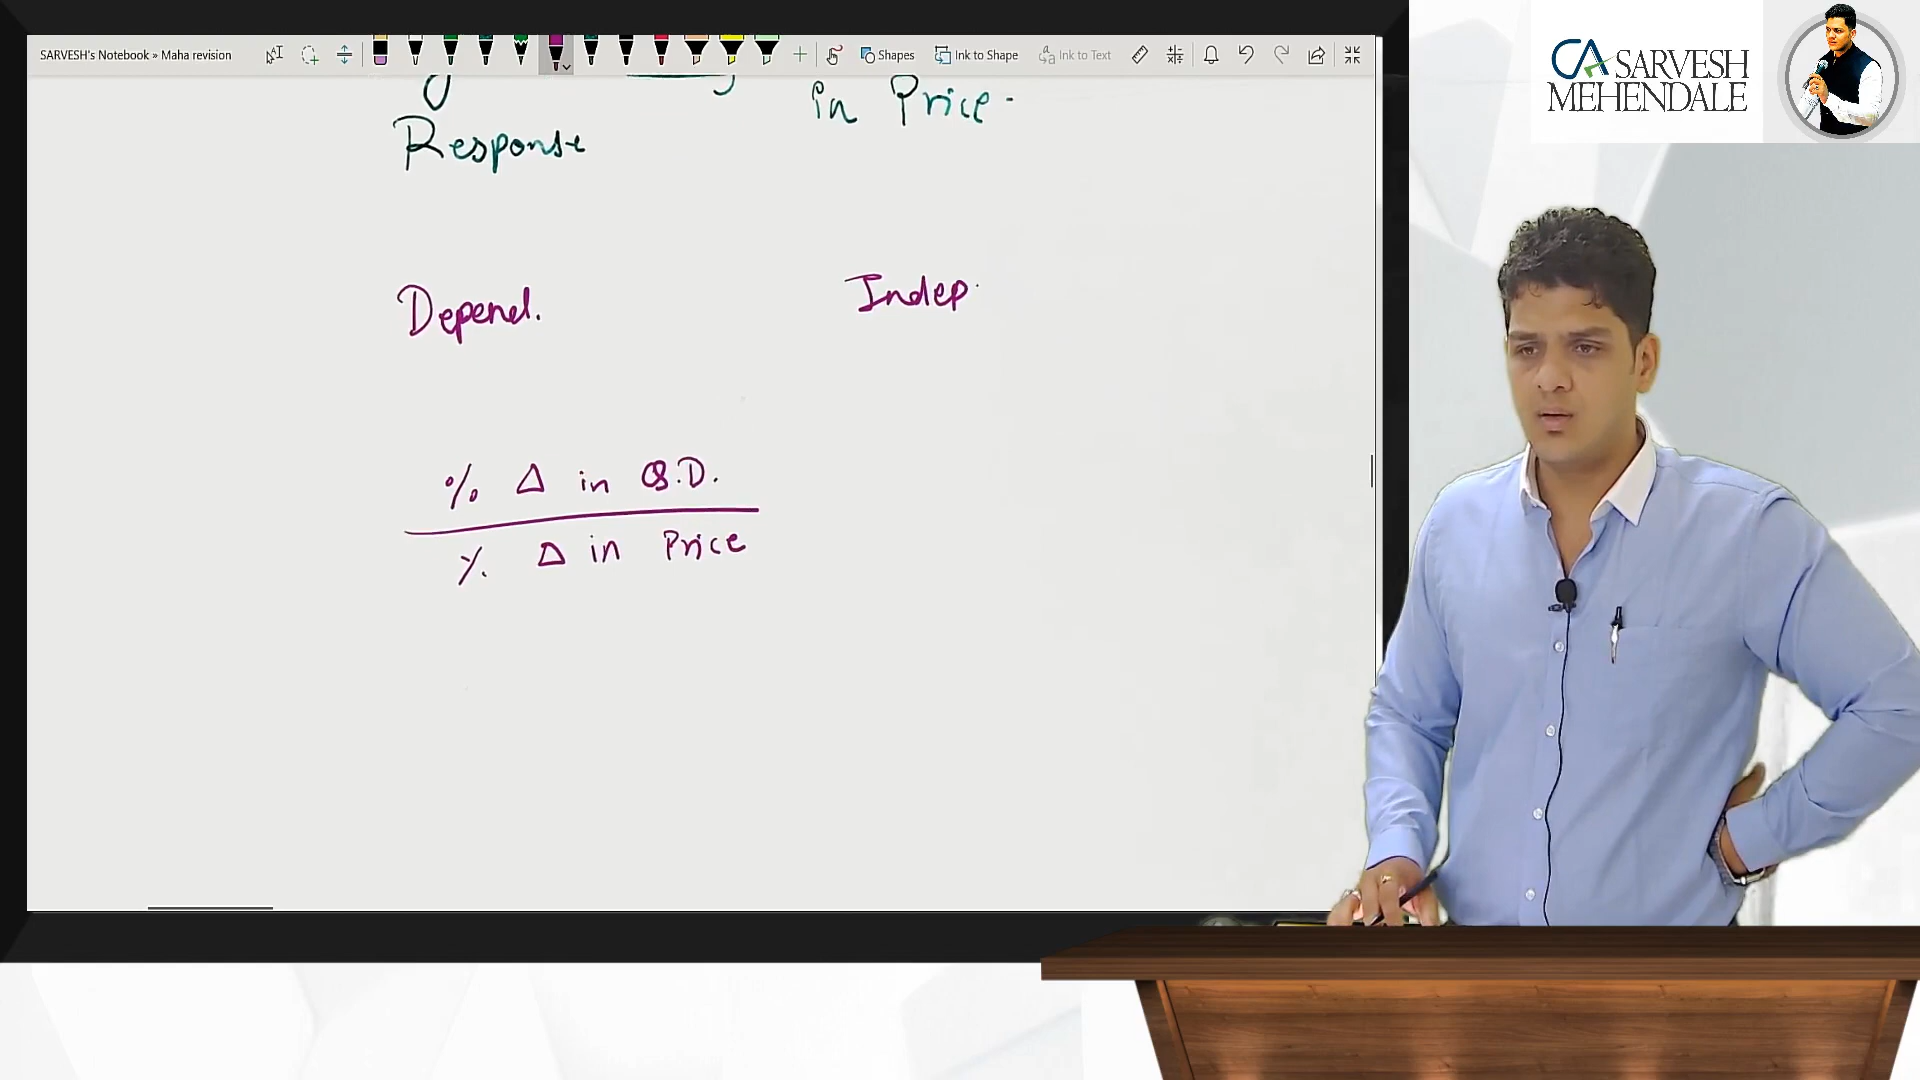 SARVESH's Notebook » Maha revision
Shapes
Ink to Shape
Ink to Text
CA SARVESH
MEHENDALE
in Price.
Response
Depend.
Indep.
% Δ in Q.D.
% Δ in Price